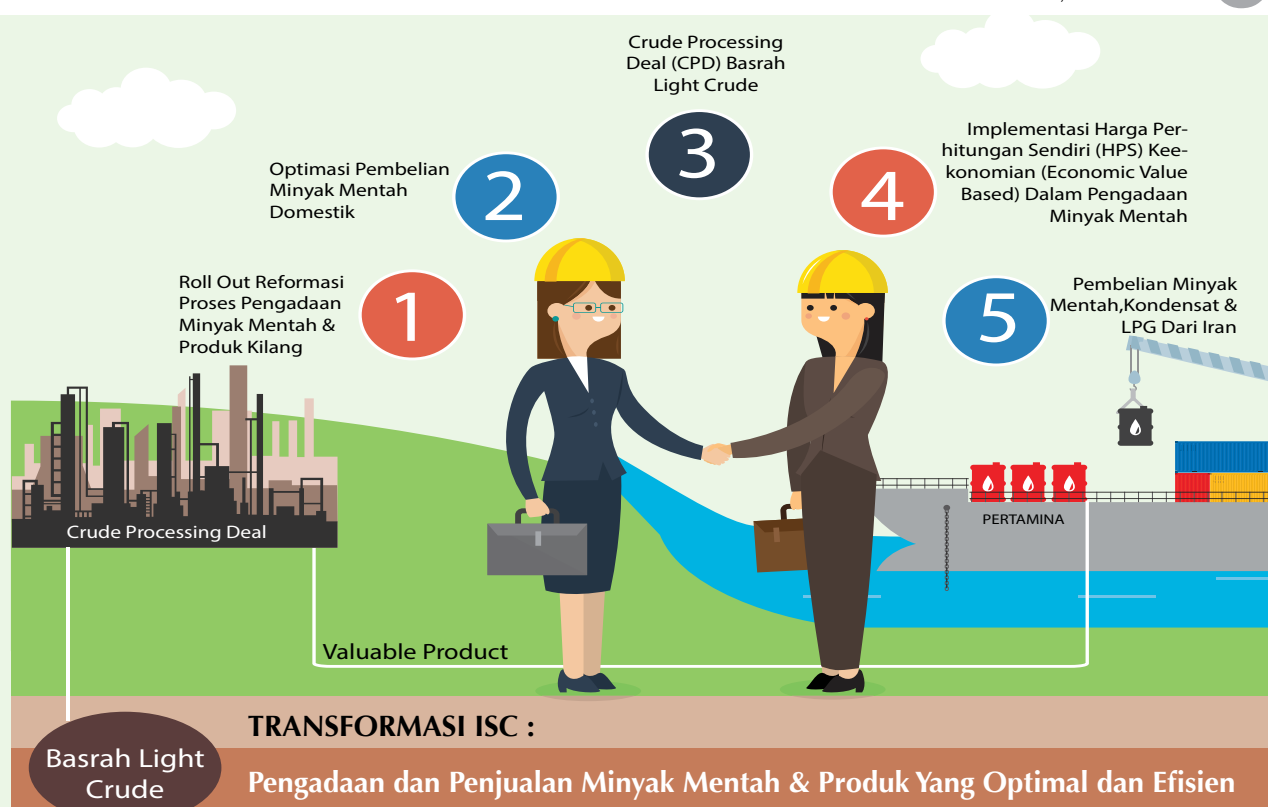 Crude Processing
Deal (CPD) Basrah
Light Crude
3
Optimasi Pembelian
Minyak Mentah
Domestik
2
Implementasi Harga Per-
hitungan Sendiri (HPS) Kee-
konomian (Economic Value
Based) Dalam Pengadaan
Minyak Mentah
4
Roll Out Reformasi
Proses Pengadaan
Minyak Mentah &
Produk Kilang
1
Pembelian Minyak
Mentah,Kondensat &
LPG Dari Iran
5
Crude Processing Deal
PERTAMINA
Valuable Product
TRANSFORMASI ISC :
Basrah Light
Crude
Pengadaan dan Penjualan Minyak Mentah & Produk Yang Optimal dan Efisien